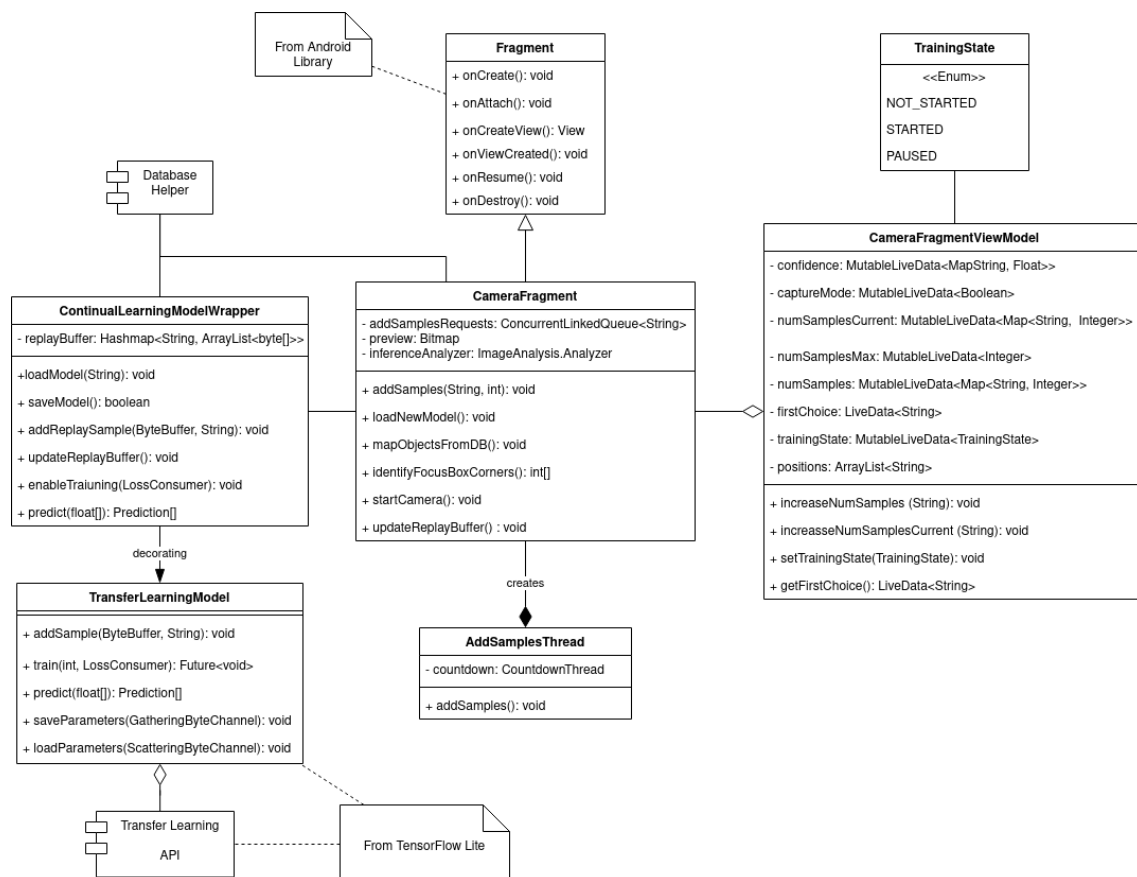 From Android
Library
Fragment
+ onCreate(): void
+ onAttach(): void
+ onCreateView(): View
+ onViewCreated(): void
+ onResume(): void
+ onDestroy(): void
TrainingState
<<Enum>>
NOT_STARTED
STARTED
PAUSED
Database
Helper
ContinualLearningModelWrapper
- replayBuffer: Hashmap<String, ArrayList<byte[]>>
+loadModel(String): void
+ saveModel(): boolean
+ addReplaySample(ByteBuffer, String): void
+ updateReplayBuffer(): void
+ enableTraiuning(LossConsumer): void
+ predict(float[]): Prediction[]
CameraFragment
- addSamplesRequests: ConcurrentLinkedQueue<String>
- preview: Bitmap
- inferenceAnalyzer: ImageAnalysis.Analyzer
+ addSamples(String, int): void
+ loadNewModel(): void
+ mapObjectsFromDB(): void
+ identifyFocusBoxCorners(): int[]
+ startCamera(): void
+ updateReplayBuffer() : void
CameraFragmentViewModel
- confidence: MutableLiveData<MapString, Float>>
- captureMode: MutableLiveData<Boolean>
- numSamplesCurrent: MutableLiveData<Map<String, Integer>>
- numSamplesMax: MutableLiveData<Integer>
- numSamples: MutableLiveData<Map<String, Integer>>
- firstChoice: LiveData<String>
- trainingState: MutableLiveData<TrainingState>
- positions: ArrayList<String>
+ increaseNumSamples (String): void
+ increasseNumSamplesCurrent (String): void
+ setTrainingState(TrainingState): void
+ getFirstChoice(): LiveData<String>
decorating
creates
TransferLearningModel
+ addSample(ByteBuffer, String): void
+ train(int, LossConsumer): Future<void>
+ predict(float[]): Prediction[]
+ saveParameters(GatheringByteChannel): void
+ loadParameters(ScatteringByteChannel): void
AddSamplesThread
- countdown: CountdownThread
+ addSamples(): void
Transfer Learning
API
From TensorFlow Lite